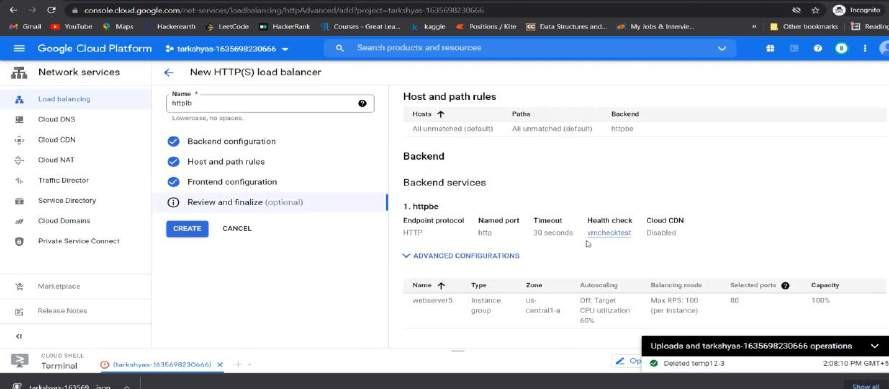 console.cloud.google.com/net-services/loadbalancing/http/advanced/add?project=tarkshyas-1635698230666
Incognito
Gmail YouTube Maps Hackerearth LeetCode HackerRank Courses - Great Lea... kaggle Positions / Kite Data Structures and... My Jobs & Intervie... » Other bookmarks Reading
Google Cloud Platform tarkshyas-1635698230666 Search products and resources 8
Network services New HTTP(S) load balancer
Load balancing
Cloud DNS
Cloud CDN
Cloud NAT
Traffic Director
Service Directory
Cloud Domains
Private Service Connect
Marketplace
Release Notes
Name *
httplb
Lowercase, no spaces.
Backend configuration
Host and path rules
Frontend configuration
Review and finalize (optional)
CREATE CANCEL
Host and path rules
Hosts Paths Backend
All unmatched (default) All unmatched (default) httpbe
Backend
Backend services
1. httpbe
Endpoint protocol Named port Timeout Health check Cloud CDN
HTTP http 30 seconds vmchecktest Disabled
ADVANCED CONFIGURATIONS
Name Type Zone Autoscaling Balancing mode Selected ports Capacity
webserver5 Instance us- Off: Target Max RPS: 100 80 100%
group central1-a CPU utilization (per instance)
60%
CLOUD SHELL
Terminal (tarkshyas-1635698230666) × +
Op
Uploads and tarkshyas-1635698230666 operations
Deleted temp12-3 2:08:10 PM GMT+5
tarkshyas-163569....json Show all